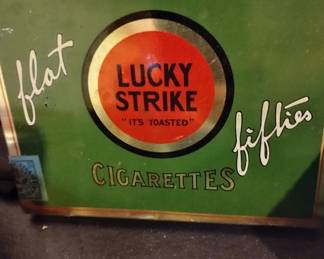 flat
LUCKY
STRIKE
"IT'S TOASTED"
fifties
CIGARETTES